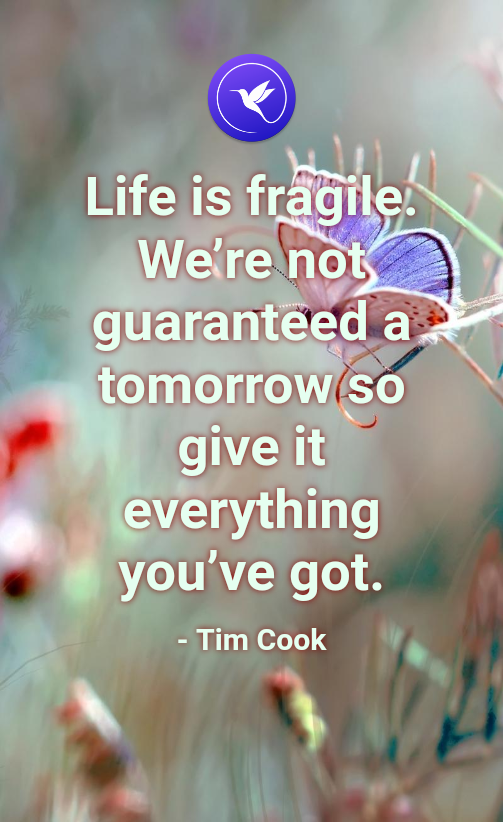 Life is fragile.
We’re not
guaranteed a
tomorrow so
give it
everything
you’ve got.
- Tim Cook